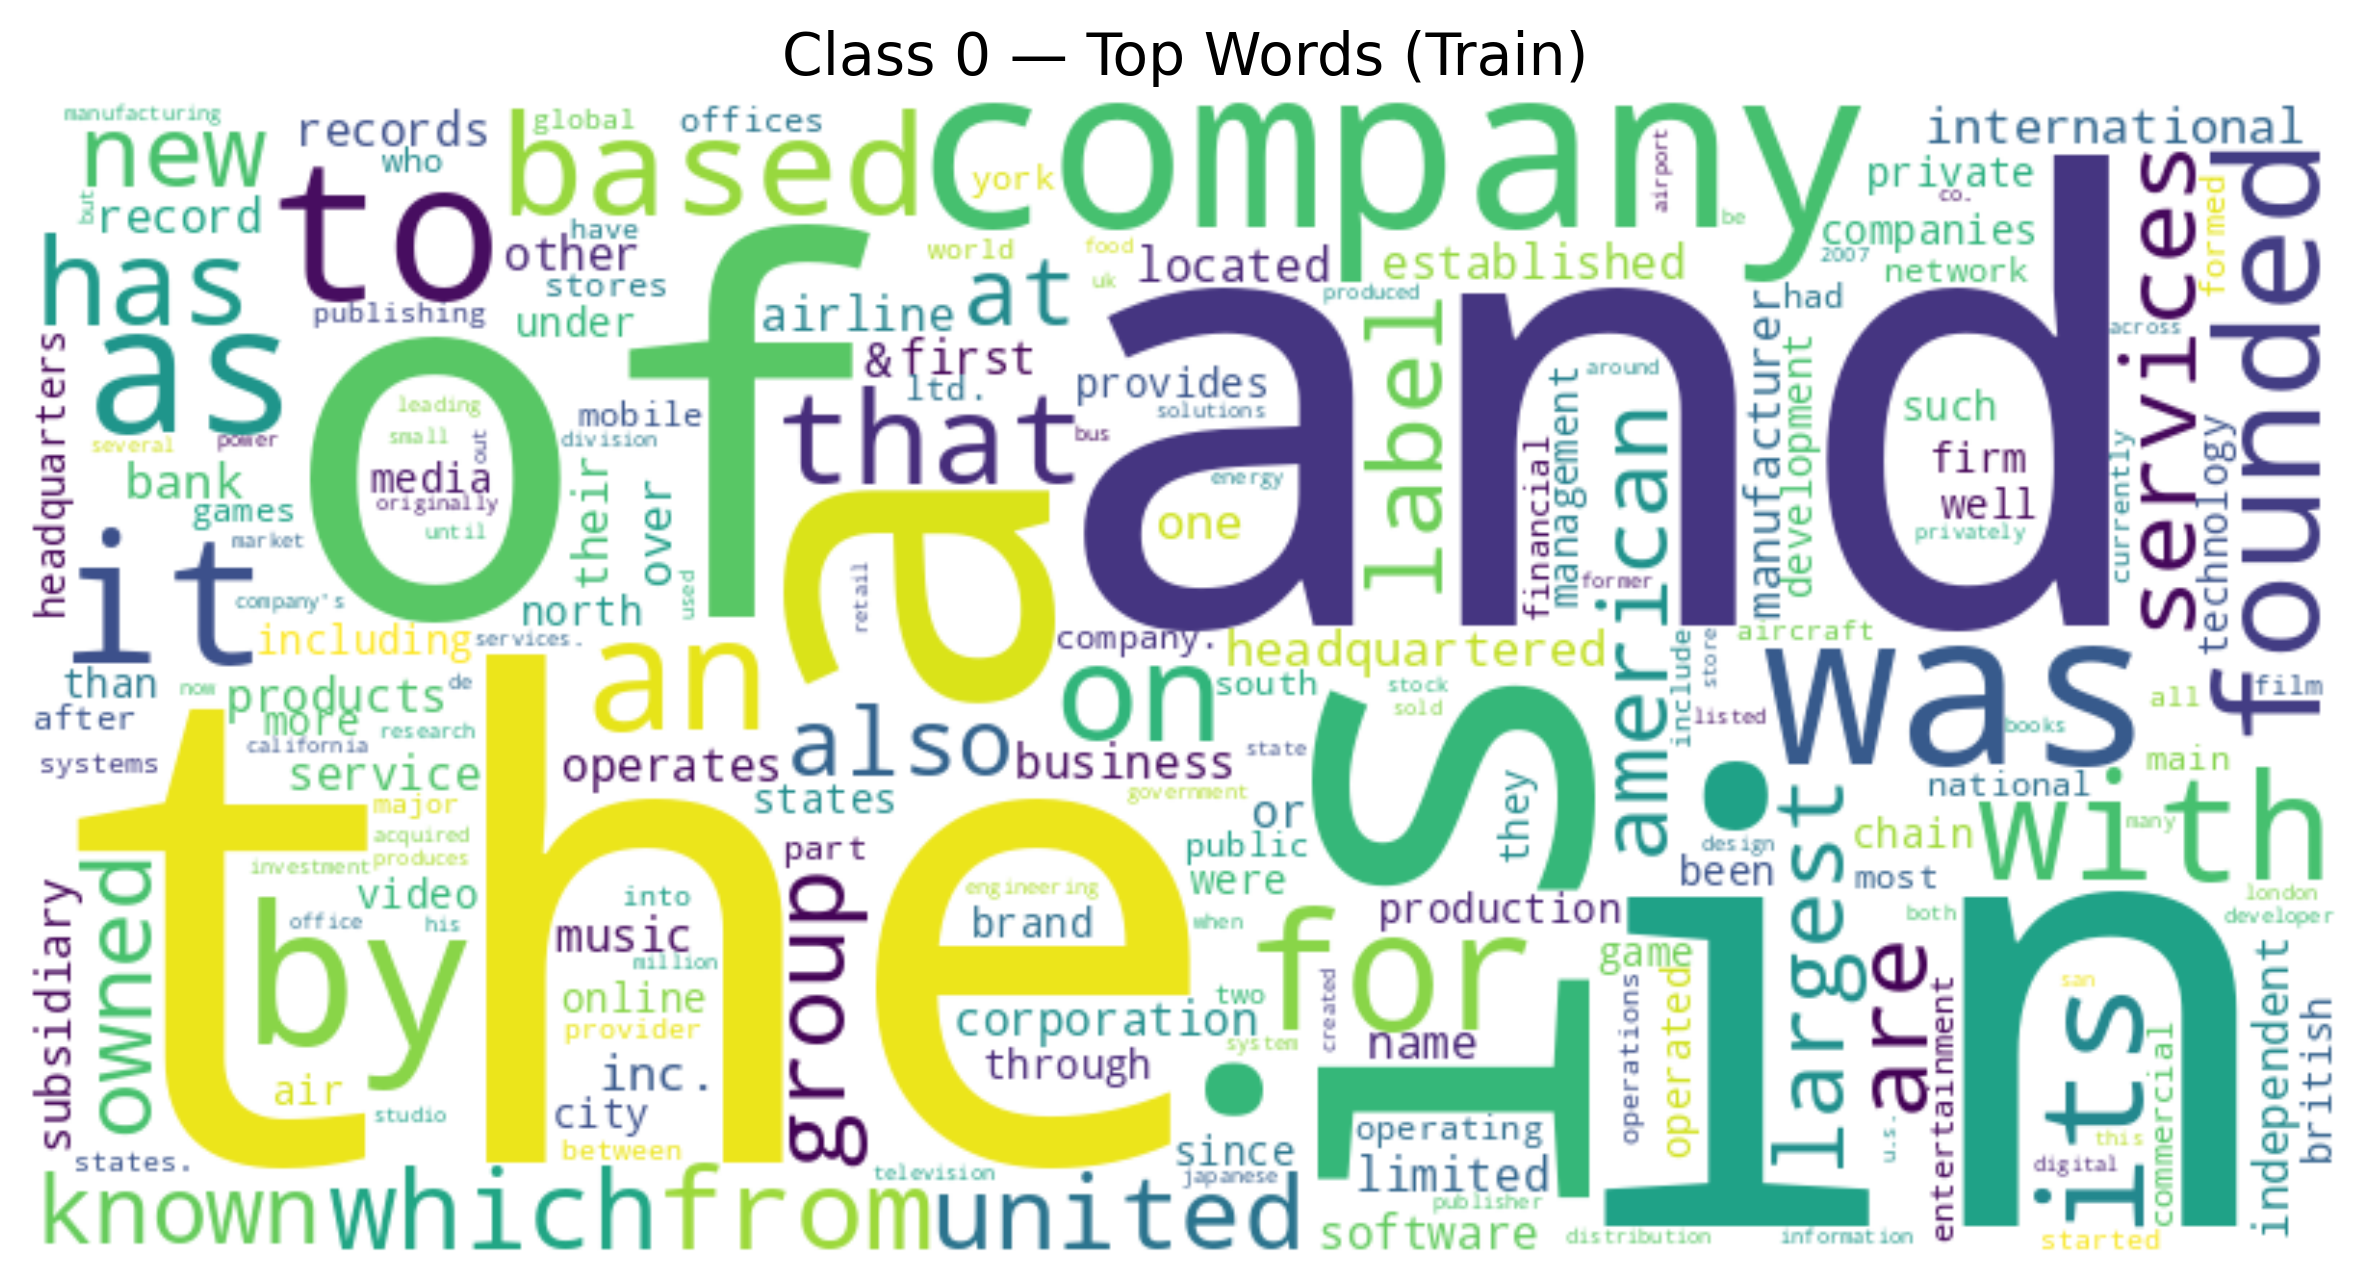 Class 0 — Top Words (Train)
manufacturing
new
records
who
but
record
to
based
global
offices
company
york
airport
be
international
private
co.
companies
2007
network
services
formed
founded
has
have
other
stores
publishing
under
world
food
uk
at
airline
located
established
produced
had
across
headquarters
as
of
&
first
ltd.
that
provides
solutions
bus
and
label
around
management
financial
american
manufacturer
development
such
firm
well
privately
currently
technology
several
power
leading
small
out
media
originally
until
mobile
division
bank
games
market
it
company's
their
over
used
north
including
services.
a
retail
energy
one
former
company.
headquartered
aircraft
than
now
products
de
more
after
california
research
systems
service
an
on
south
also
operates
business
state
states
government
stock
sold
is
they
include
store
listed
was
books
all
film
main
national
the
major
acquired
produces
investment
owned
by
video
office
his
subsidiary
air
studio
states.
into
music
million
online
provider
inc.
city
between
part
group
engineering
brand
corporation
through
or
public
were
when
two
system
for
created
production
name
game
operations
operated
in
design
been
largest
chain
most
with
many
both
london
developer
are
its
san
this
digital
commercial
entertainment
u.s.
independent
british
known
which
from
television
united
since
japanese
operating
limited
publisher
software
distribution
information
started